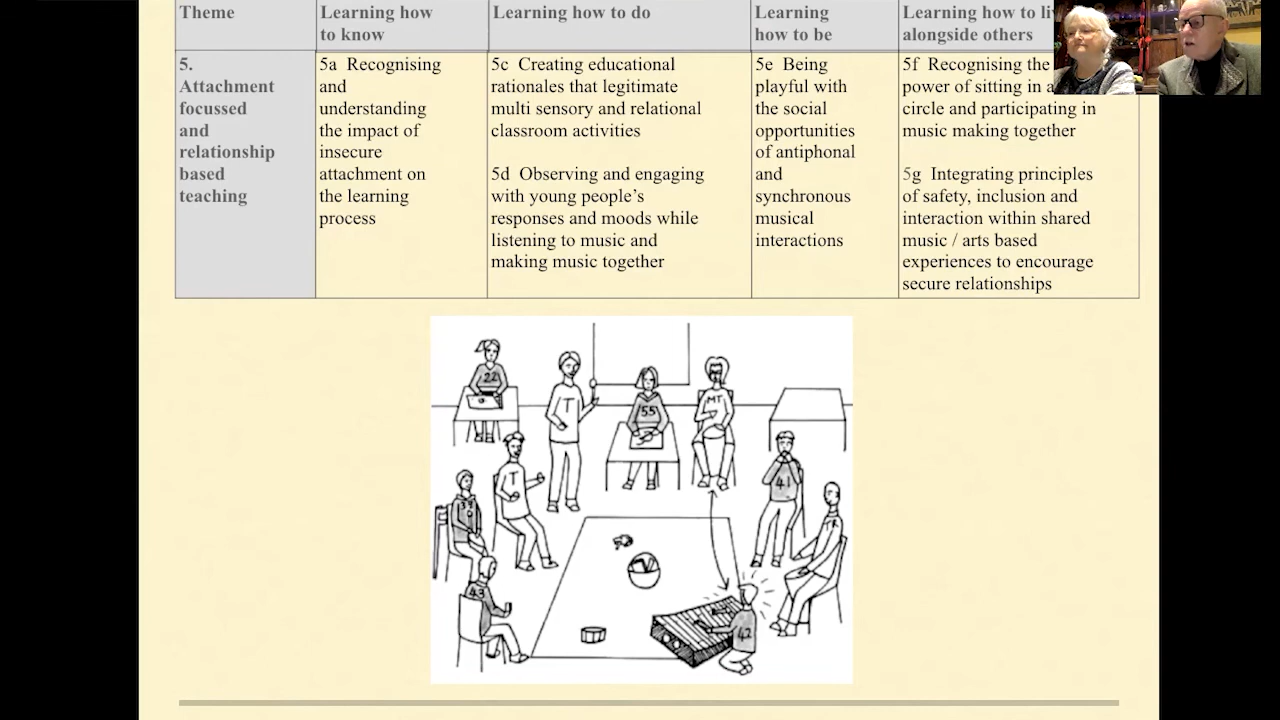 Theme
Learning how
to know
Learning how to do
Learning
how to be
Learning how to li
alongside others
5.
Attachment
focussed
and
relationship
based
teaching
5a Recognising
and
understanding
the impact of
insecure
attachment on
the learning
process
5c Creating educational
rationales that legitimate
multi sensory and relational
classroom activities
5d Observing and engaging
with young people’s
responses and moods while
listening to music and
making music together
5e Being
playful with
the social
opportunities
of antiphonal
and
synchronous
musical
interactions
5f Recognising the
power of sitting in a
circle and participating in
music making together
5g Integrating principles
of safety, inclusion and
interaction within shared
music / arts based
experiences to encourage
secure relationships
22
T
55
MT
T
41
43
42